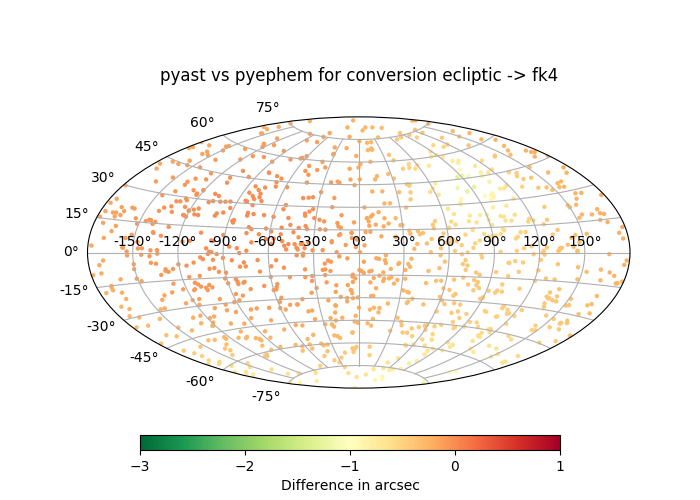 pyast vs pyephem for conversion ecliptic -> fk4
75°
60°
45°
30°
15°
0°
-150° -120° -90° -60° -30° 0° 30° 60° 90° 120° 150°
-15°
-30°
-45°
-60°
-75°
−3 −2 −1 0 1
Difference in arcsec